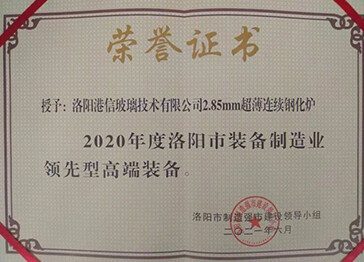 荣誉证书
授予：洛阳港信玻璃技术有限公司2.85mm超薄连续钢化炉
2020年度洛阳市装备制造业
领先型高端装备。
洛阳市制造强市建设领导小组
二〇二一年六月